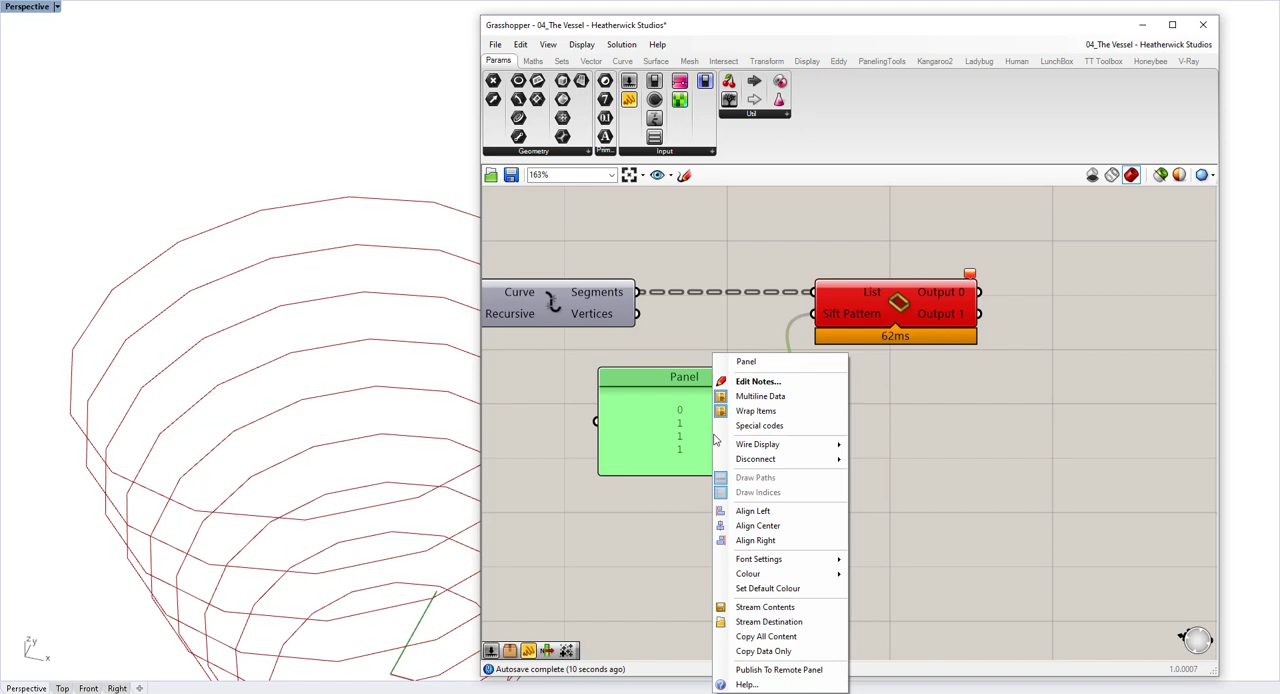 Perspective
Grasshopper - 04_The Vessel - Heatherwick Studios*
File Edit View Display Solution Help
04_The Vessel - Heatherwick Studios
Params Maths Sets Vector Curve Surface Mesh Intersect Transform Display Eddy PanelingTools Kangaroo2 Ladybug Human LunchBox TT Toolbox Honeybee V-Ray
Geometry
Prim...
Input
Util
163%
Curve Segments
Recursive Vertices
List Output 0
Sift Pattern Output 1
62ms
Panel
0
1
1
1
Panel
Edit Notes...
Multiline Data
Wrap Items
Special codes
Wire Display
Disconnect
Draw Paths
Draw Indices
Align Left
Align Center
Align Right
Font Settings
Colour
Set Default Colour
Stream Contents
Stream Destination
Copy All Content
Copy Data Only
Publish To Remote Panel
Help...
z y
x
Autosave complete (10 seconds ago)
1.0.0007
Perspective Top Front Right